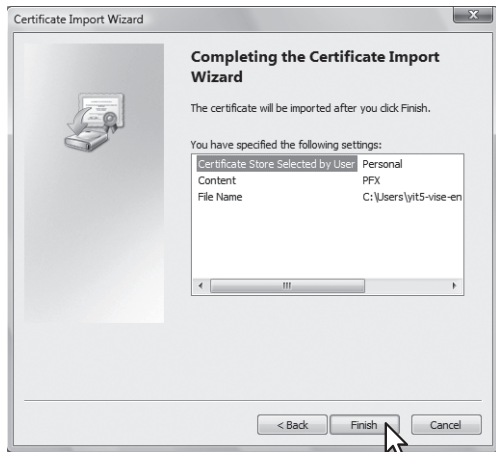 Certificate Import Wizard
Completing the Certificate Import
Wizard
The certificate will be imported after you click Finish.
You have specified the following settings:
Certificate Store Selected by User Personal
Content PFX
File Name C:\Users\yit5-vise-en
< Back Finish Cancel